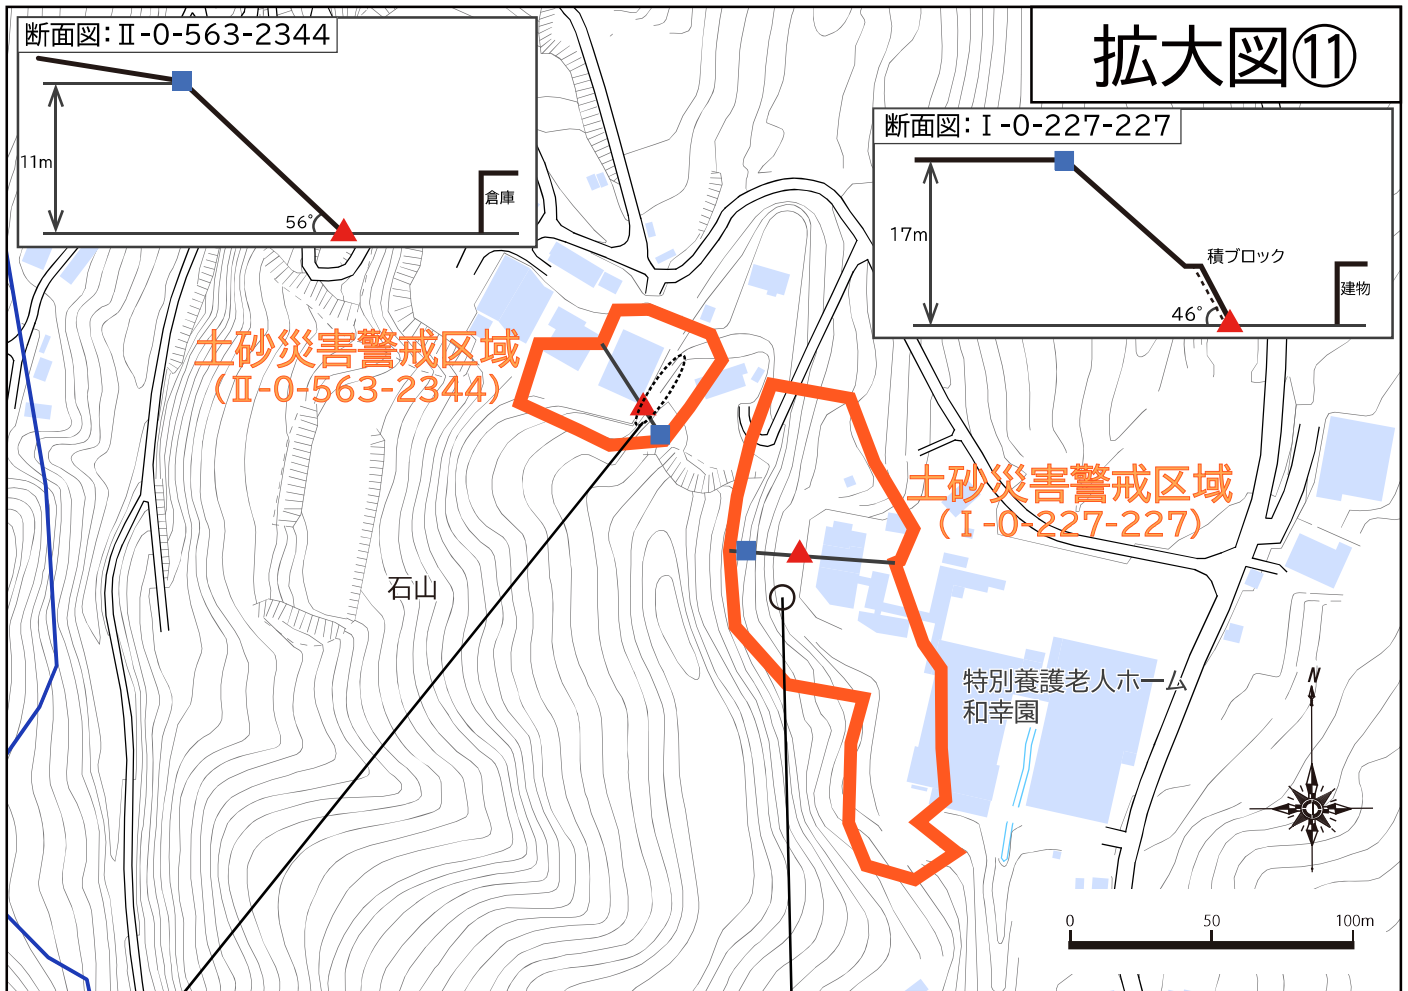 断面図：Ⅱ-0-563-2344
11m
56°
倉庫
拡大図⑪
断面図：Ⅰ-0-227-227
17m
積ブロック
46°
建物
土砂災害警戒区域
（Ⅱ-0-563-2344）
土砂災害警戒区域
（Ⅰ-0-227-227）
石山
特別養護老人ホーム
和幸園
N
0 50 100m